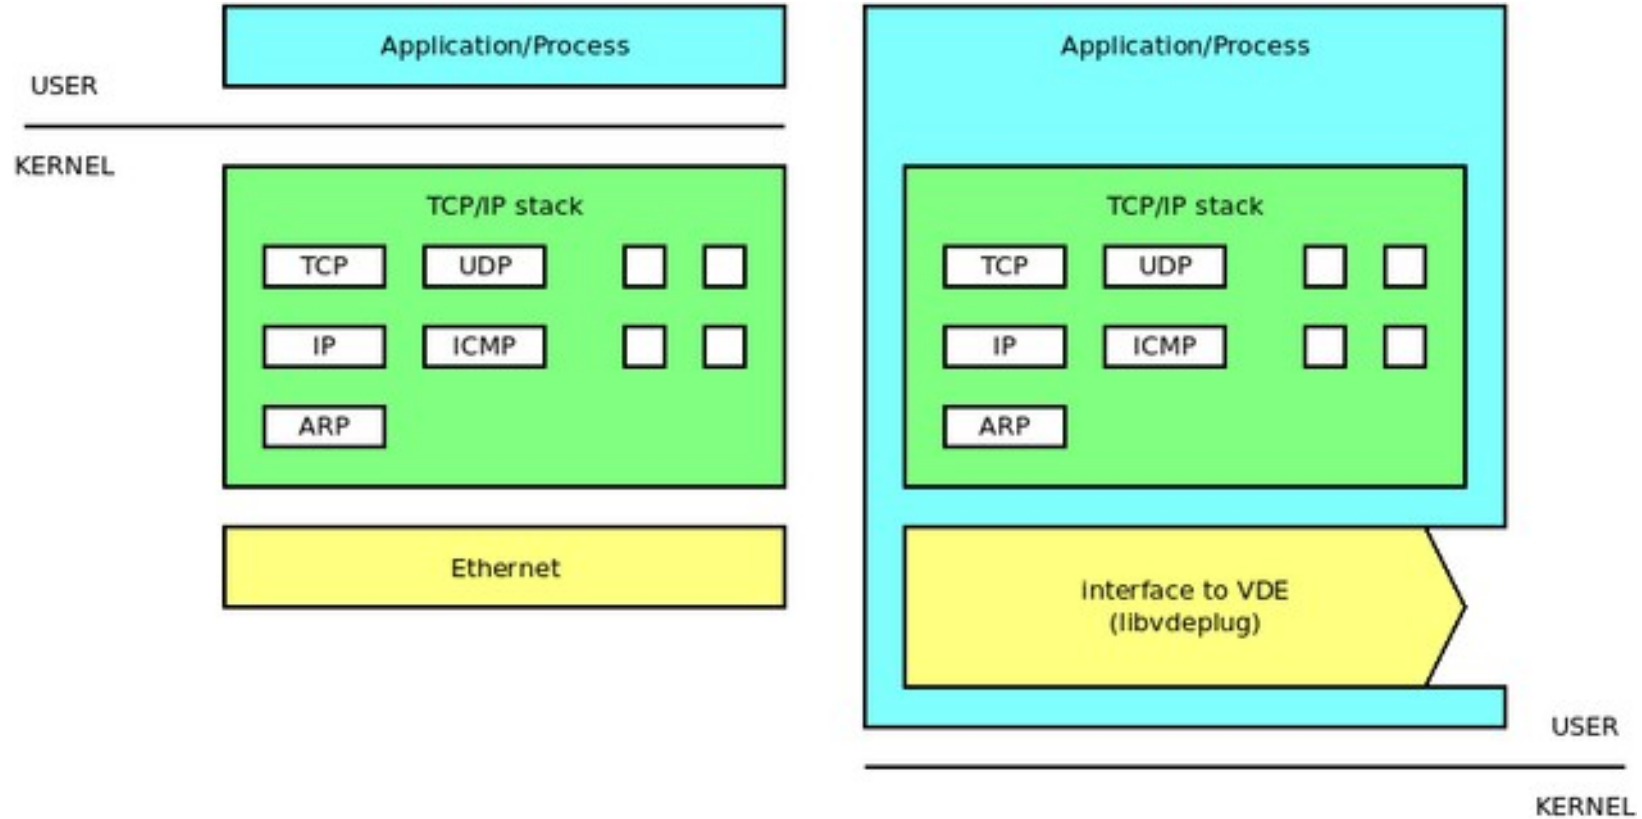 Application/Process
USER
KERNEL
TCP/IP stack
TCP UDP
IP ICMP
ARP
Ethernet
Application/Process
TCP/IP stack
TCP UDP
IP ICMP
ARP
Interface to VDE
(libvdeplug)
USER
KERNEL